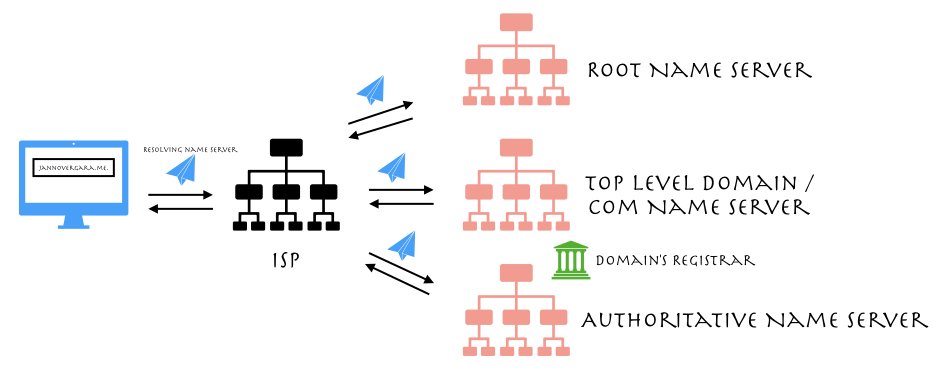 Root Name Server
Resolving Name Server
jannovergara.me.
Top Level Domain /
com Name Server
ISP
Domain's Registrar
Authoritative Name Server